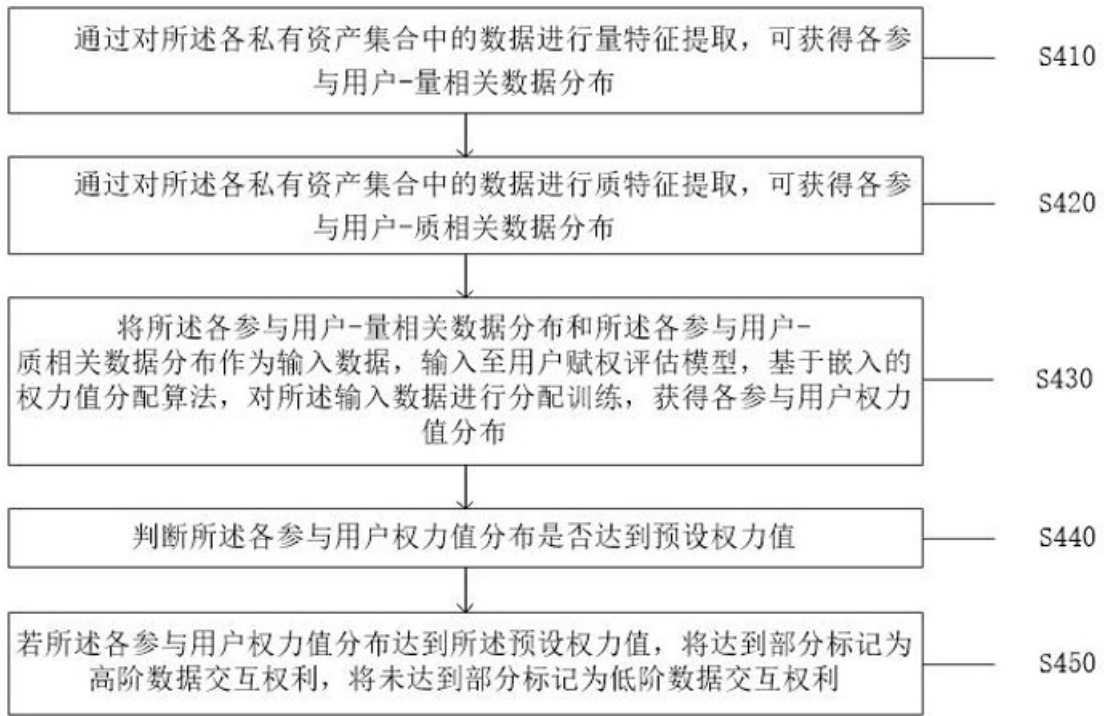 通过对所述各私有资产集合中的数据进行量特征提取，可获得各参
与用户-量相关数据分布
S410
通过对所述各私有资产集合中的数据进行质特征提取，可获得各参
与用户-质相关数据分布
S420
将所述各参与用户-量相关数据分布和所述各参与用户-
质相关数据分布作为输入数据，输入至用户赋权评估模型，基于嵌入的
权力值分配算法，对所述输入数据进行分配训练，获得各参与用户权力
值分布
S430
判断所述各参与用户权力值分布是否达到预设权力值
S440
若所述各参与用户权力值分布达到所述预设权力值，将达到部分标记为
高阶数据交互权利，将未达到部分标记为低阶数据交互权利
S450